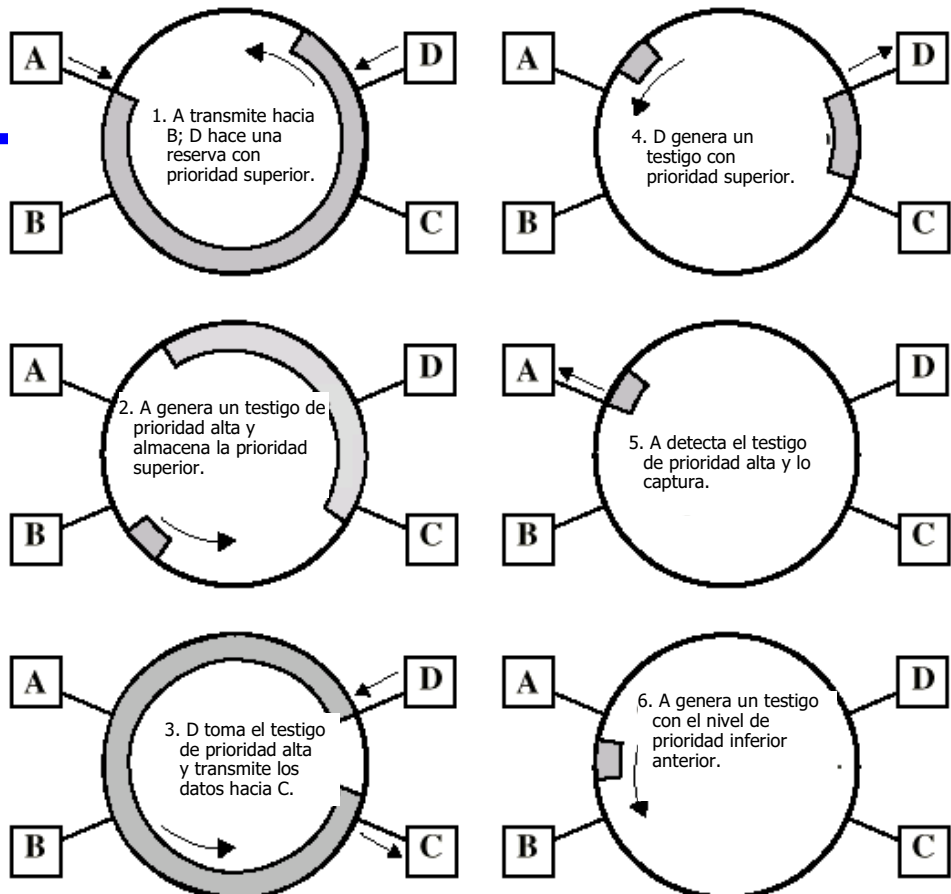 A
D
B
C
1. A transmite hacia
B; D hace una
reserva con
prioridad superior.
A
D
B
C
4. D genera un
testigo con
prioridad superior.
A
D
B
C
2. A genera un testigo de
prioridad alta y
almacena la prioridad
superior.
A
D
B
C
5. A detecta el testigo
de prioridad alta y lo
captura.
A
D
B
C
3. D toma el testigo
de prioridad alta
y transmite los
datos hacia C.
A
D
B
C
6. A genera un testigo
con el nivel de
prioridad inferior
anterior.